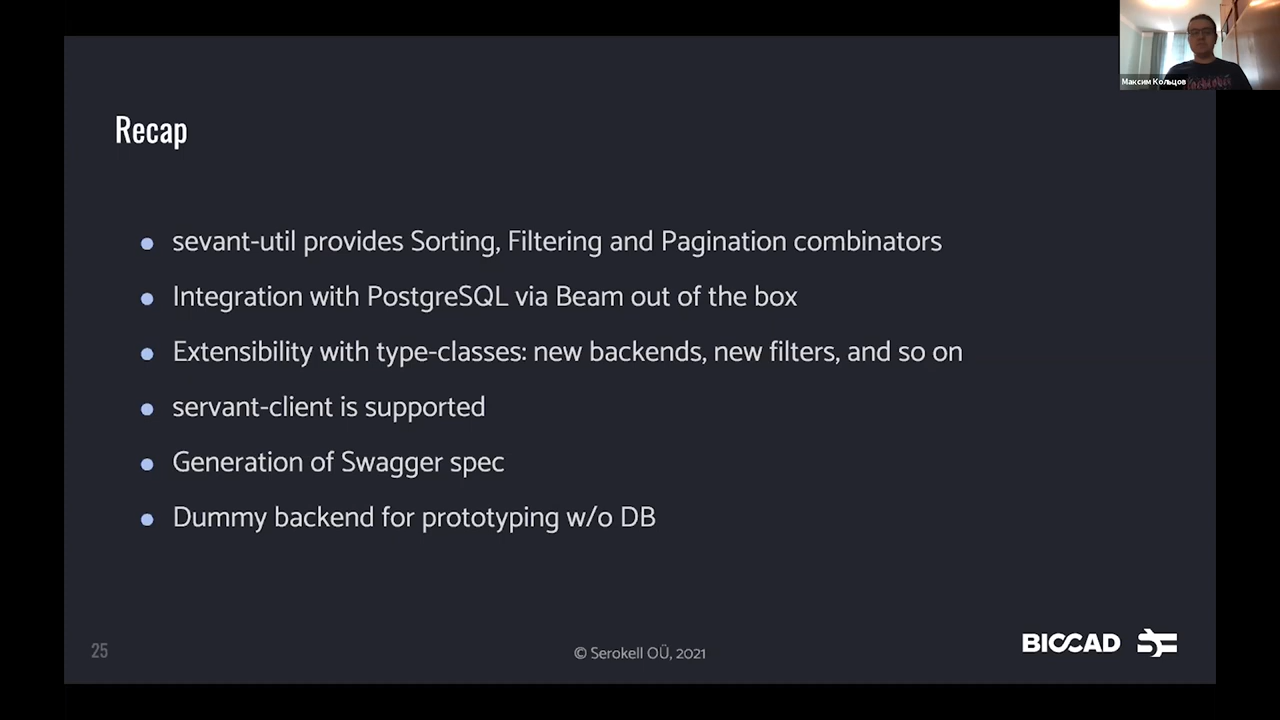 Максим Кольцов
Recap
sevant-util provides Sorting, Filtering and Pagination combinators
Integration with PostgreSQL via Beam out of the box
Extensibility with type-classes: new backends, new filters, and so on
servant-client is supported
Generation of Swagger spec
Dummy backend for prototyping w/o DB
25
© Serokell OÜ, 2021
BIOCAD